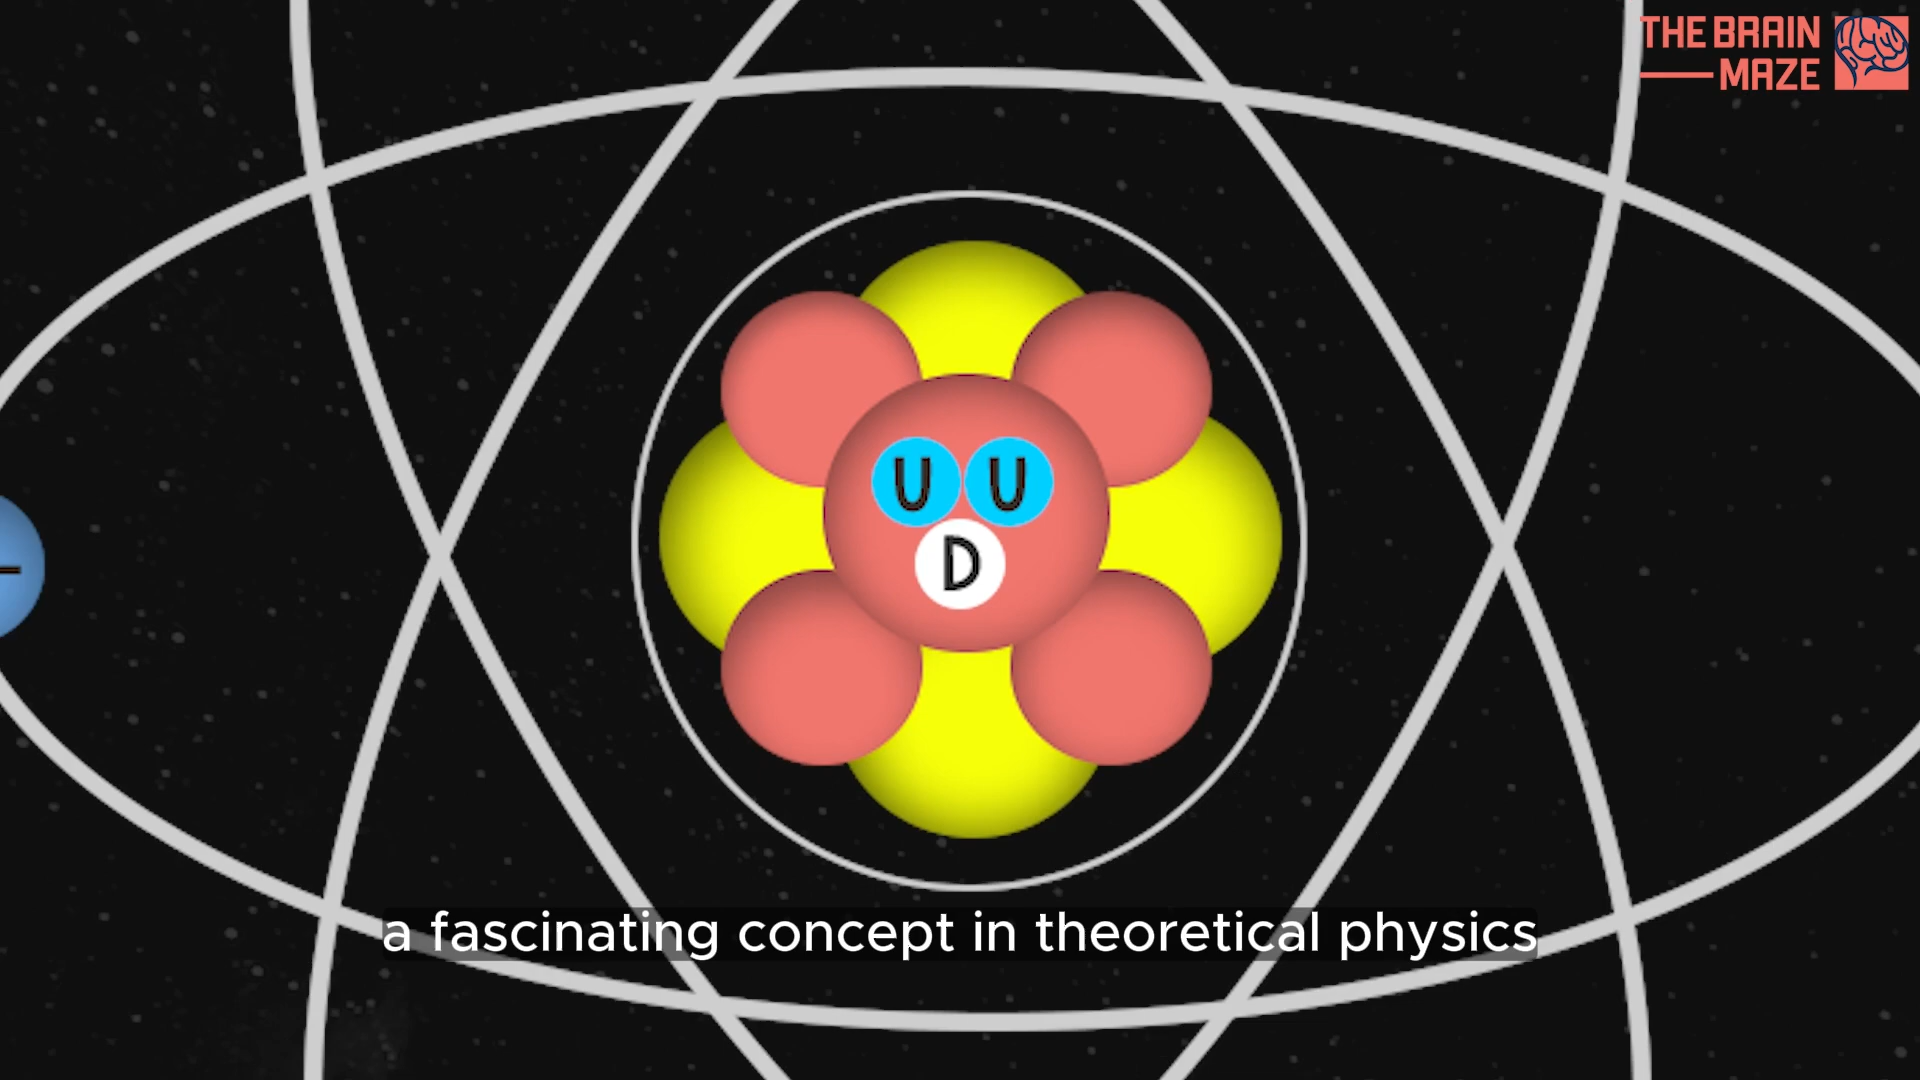 THE BRAIN
MAZE
U U
D
-
a fascinating concept in theoretical physics